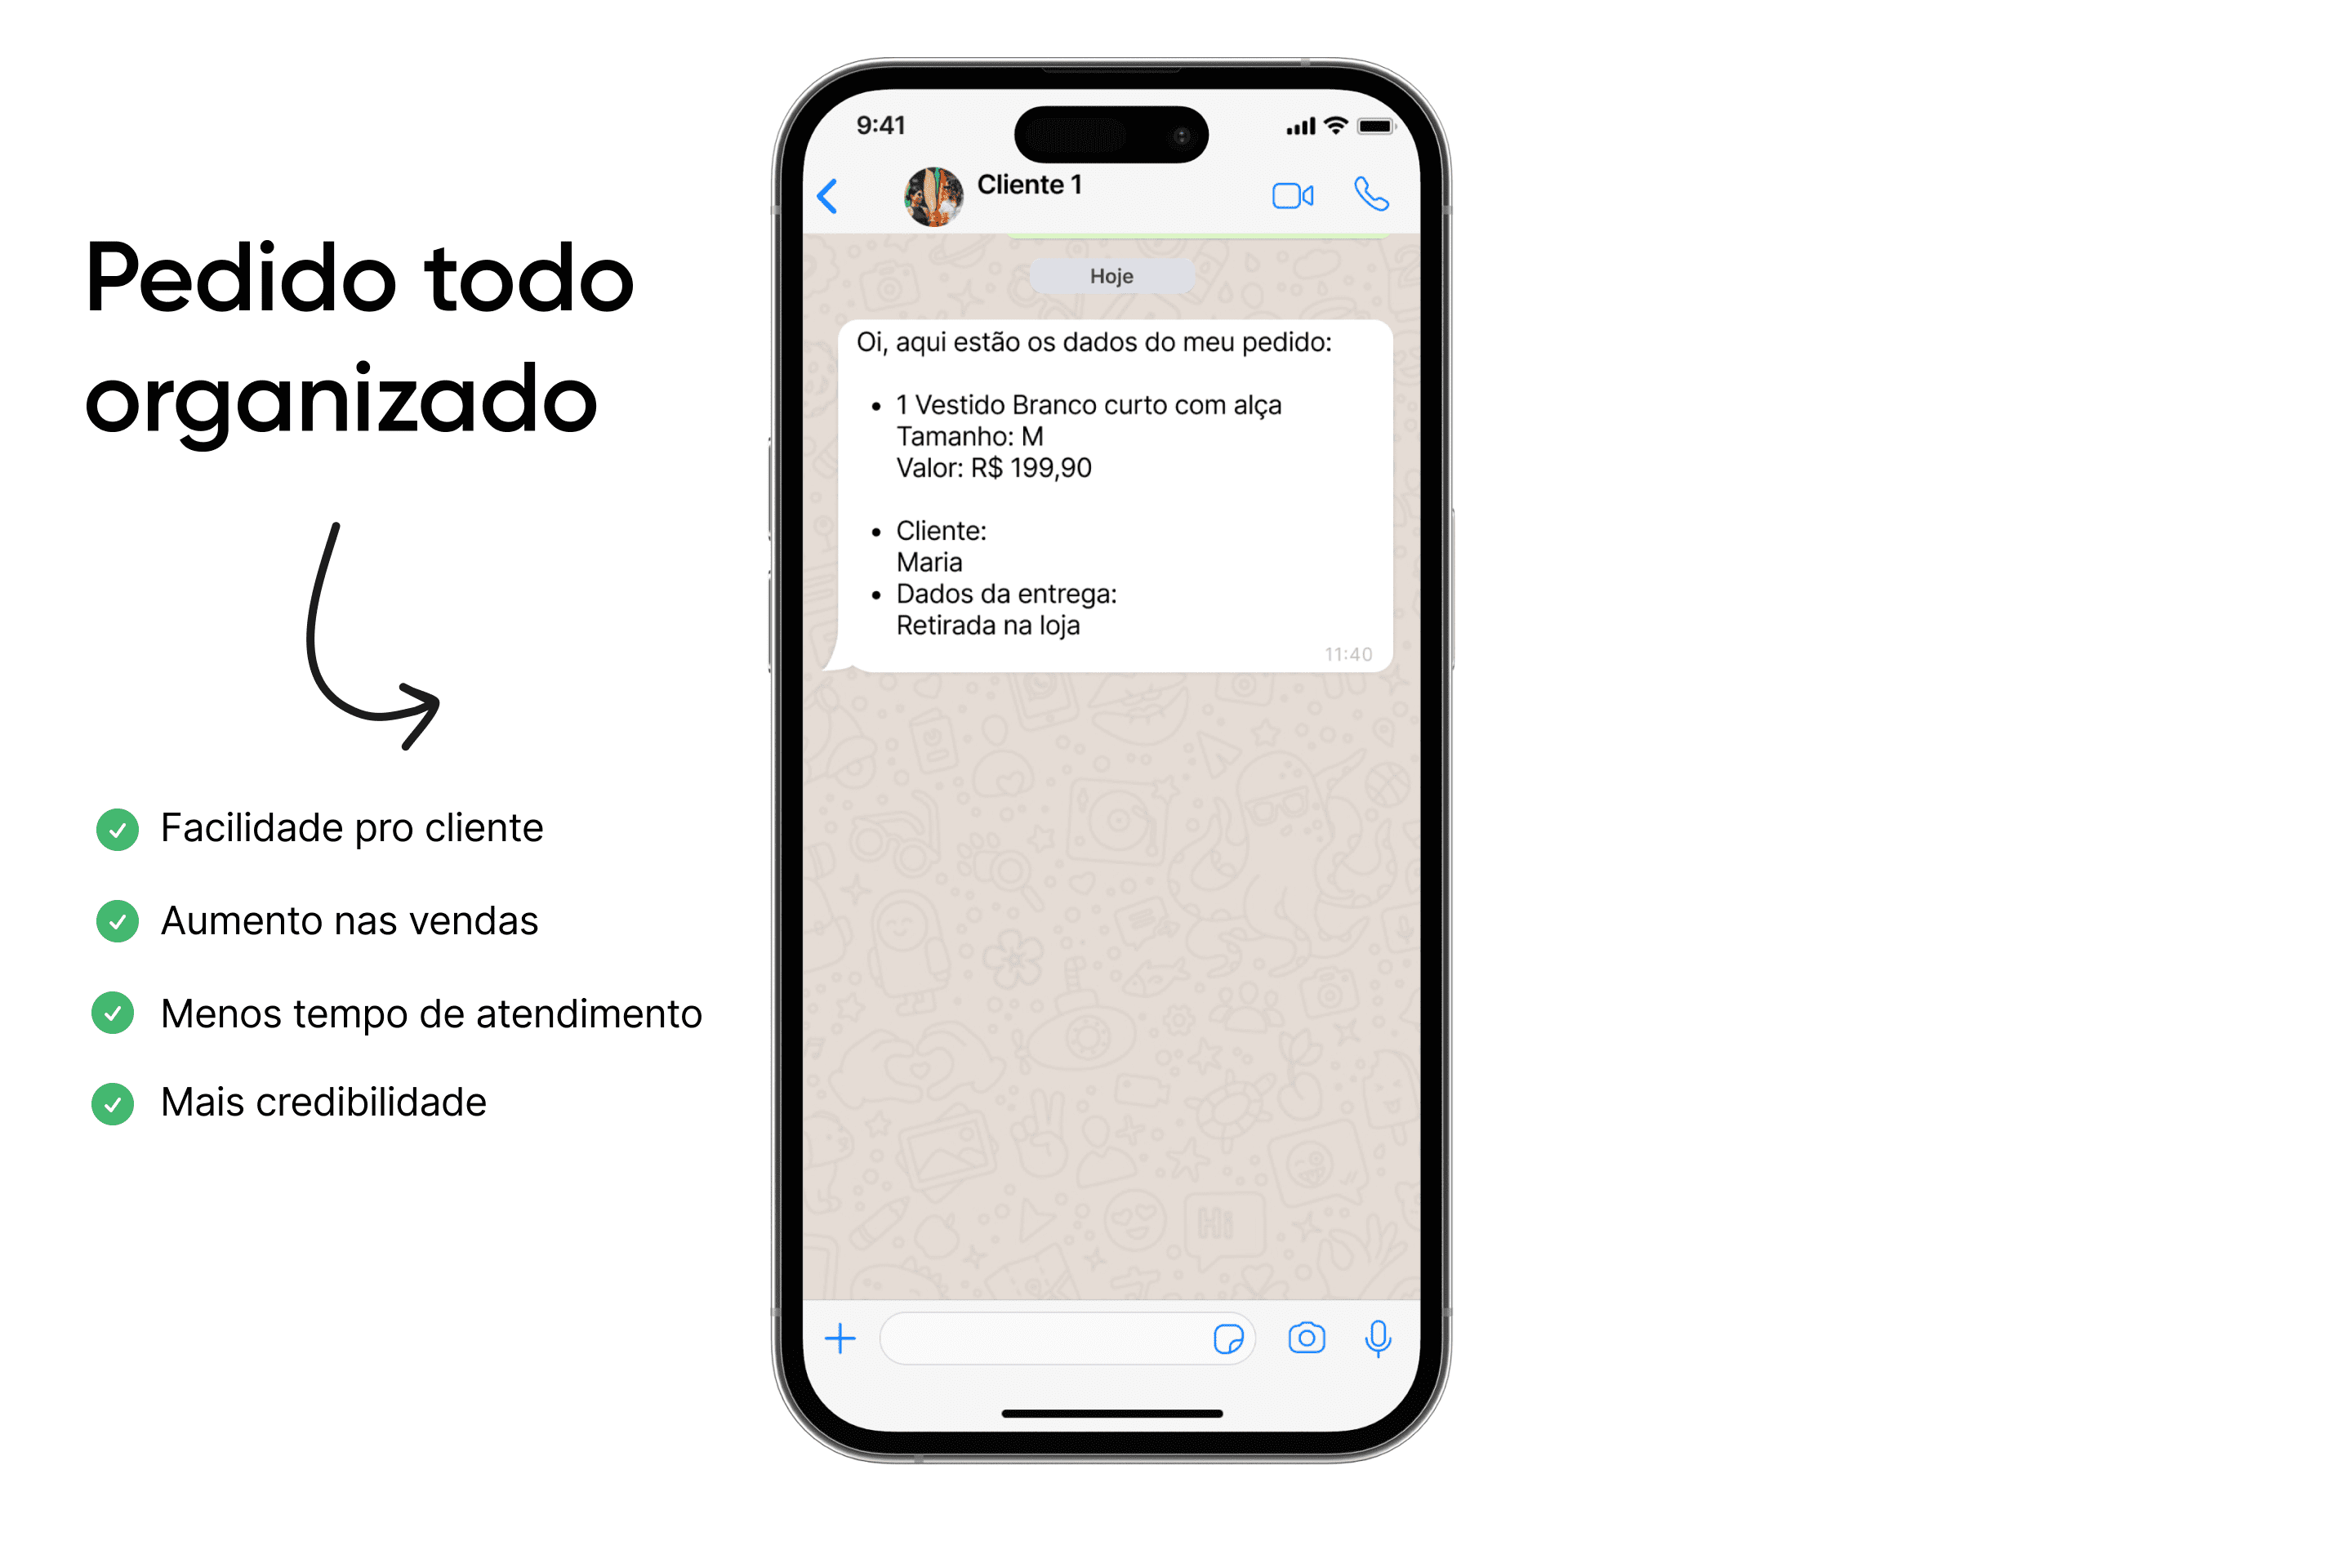 Pedido todo
organizado
Facilidade pro cliente
Aumento nas vendas
Menos tempo de atendimento
Mais credibilidade
9:41
Cliente 1
Hoje
Oi, aqui estão os dados do meu pedido:
• 1 Vestido Branco curto com alça
Tamanho: M
Valor: R$ 199,90
• Cliente:
Maria
• Dados da entrega:
Retirada na loja
11:40
Hi